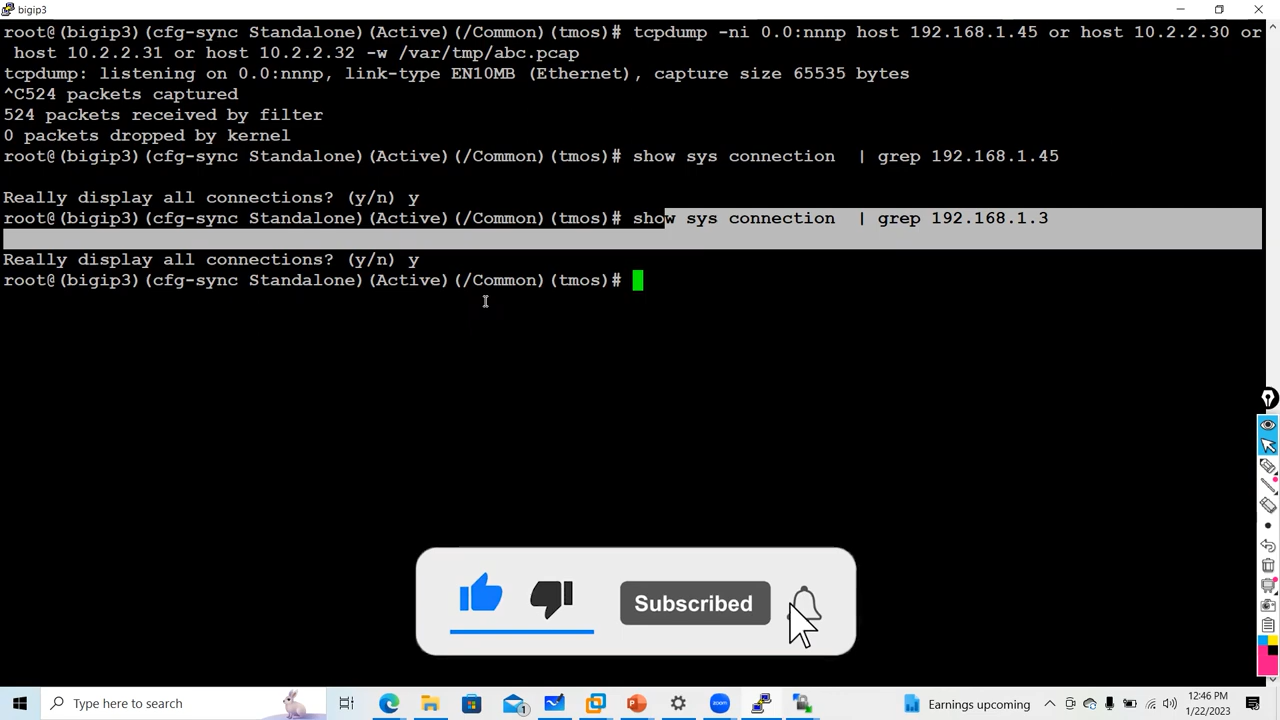 bigip3
root@(bigip3)(cfg-sync Standalone)(Active)(/Common)(tmos)# tcpdump -ni 0.0:nnnp host 192.168.1.45 or host 10.2.2.30 or
host 10.2.2.31 or host 10.2.2.32 -w /var/tmp/abc.pcap
tcpdump: listening on 0.0:nnnp, link-type EN10MB (Ethernet), capture size 65535 bytes
^C524 packets captured
524 packets received by filter
0 packets dropped by kernel
root@(bigip3)(cfg-sync Standalone)(Active)(/Common)(tmos)# show sys connection  | grep 192.168.1.45
Really display all connections? (y/n) y
root@(bigip3)(cfg-sync Standalone)(Active)(/Common)(tmos)# show sys connection  | grep 192.168.1.3
Really display all connections? (y/n) y
root@(bigip3)(cfg-sync Standalone)(Active)(/Common)(tmos)#
Subscribed
Type here to search
1
Earnings upcoming
12:46 PM
1/22/2023